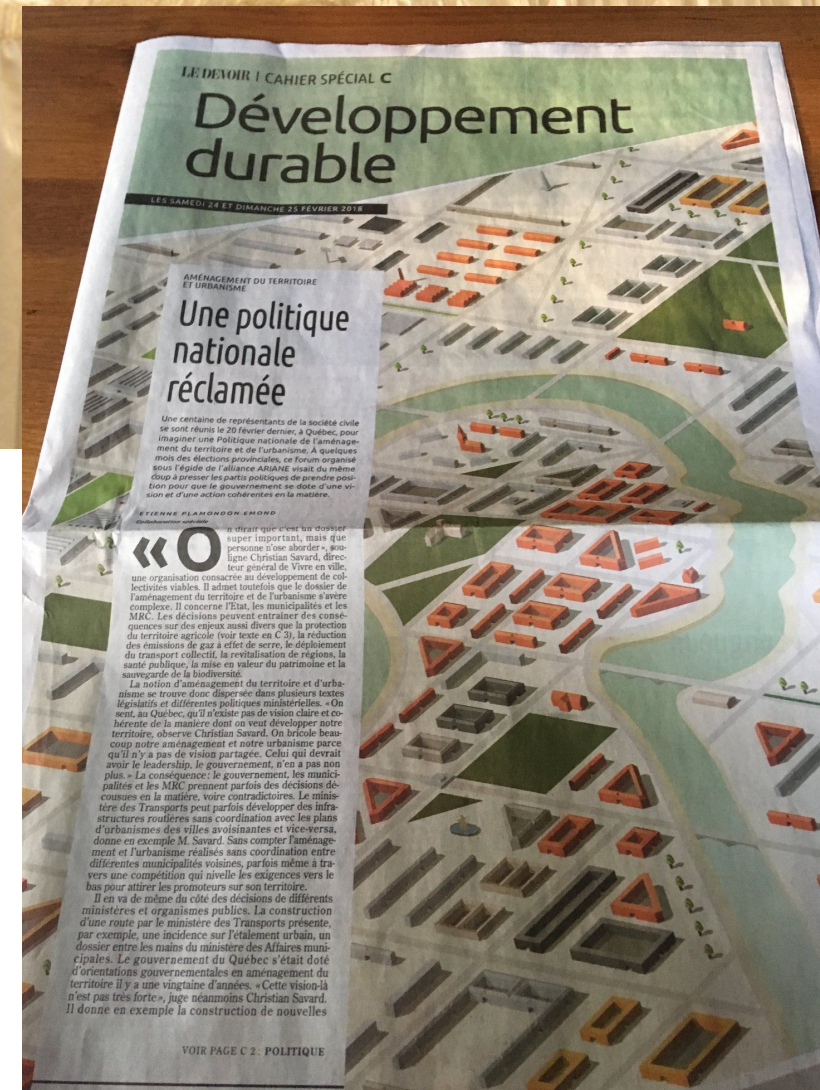 LE DEVOIR | CAHIER SPÉCIAL C
Développement
durable
LES SAMEDI 24 ET DIMANCHE 25 FÉVRIER 2018
AMÉNAGEMENT DU TERRITOIRE
ET URBANISME
Une politique
nationale
réclamée
Une centaine de représentants de la société civile
se sont réunis le 20 février dernier, à Québec, pour
imaginer une Politique nationale de l'aménage-
ment du territoire et de l'urbanisme. À quelques
mois des élections provinciales, ce forum organisé
sous l'égide de l'alliance ARIANE visait du même
coup à presser les partis politiques de prendre posi-
tion pour que le gouvernement se dote d'une vi-
sion et d'une action cohérentes en la matière.
ETIENNE PLAMONDON EMOND
Collaboration spéciale
«On dirait que c'est un dossier
super important, mais que
personne n'ose aborder», sou-
ligne Christian Savard, direc-
teur général de Vivre en ville,
une organisation consacrée au développement de col-
lectivités viables. Il admet toutefois que le dossier de
l'aménagement du territoire et de l'urbanisme s'avère
complexe. Il concerne l'État, les municipalités et les
MRC. Les décisions peuvent entraîner des consé-
quences sur des enjeux aussi divers que la protection
du territoire agricole (voir texte en C 3), la réduction
des émissions de gaz à effet de serre, le déploiement
du transport collectif, la revitalisation de régions, la
santé publique, la mise en valeur du patrimoine et la
sauvegarde de la biodiversité.
La notion d'aménagement du territoire et d'urba-
nisme se trouve donc dispersée dans plusieurs textes
législatifs et différentes politiques ministérielles. «On
sent, au Québec, qu'il n'existe pas de vision claire et co-
hérente de la manière dont on veut développer notre
territoire, observe Christian Savard. On bricole beau-
coup notre aménagement et notre urbanisme parce
qu'il n'y a pas de vision partagée. Celui qui devrait
avoir le leadership, le gouvernement, n'en a pas non
plus.» La conséquence: le gouvernement, les munici-
palités et les MRC prennent parfois des décisions dé-
cousues en la matière, voire contradictoires. Le minis-
tère des Transports peut parfois développer des infra-
structures routières sans coordination avec les plans
d'urbanismes des villes avoisinantes et vice-versa,
donne en exemple M. Savard. Sans compter l'aménage-
ment et l'urbanisme réalisés sans coordination entre
différentes municipalités voisines, parfois même à tra-
vers une compétition qui nivelle les exigences vers le
bas pour attirer les promoteurs sur son territoire.
Il en va de même du côté des décisions de différents
ministères et organismes publics. La construction
d'une route par le ministère des Transports présente,
par exemple, une incidence sur l'étalement urbain, un
dossier entre les mains du ministère des Affaires muni-
cipales. Le gouvernement du Québec s'était doté
d'orientations gouvernementales en aménagement du
territoire il y a une vingtaine d'années. «Cette vision-là
n'est pas très forte», juge néanmoins Christian Savard.
Il donne en exemple la construction de nouvelles
VOIR PAGE C 2: POLITIQUE